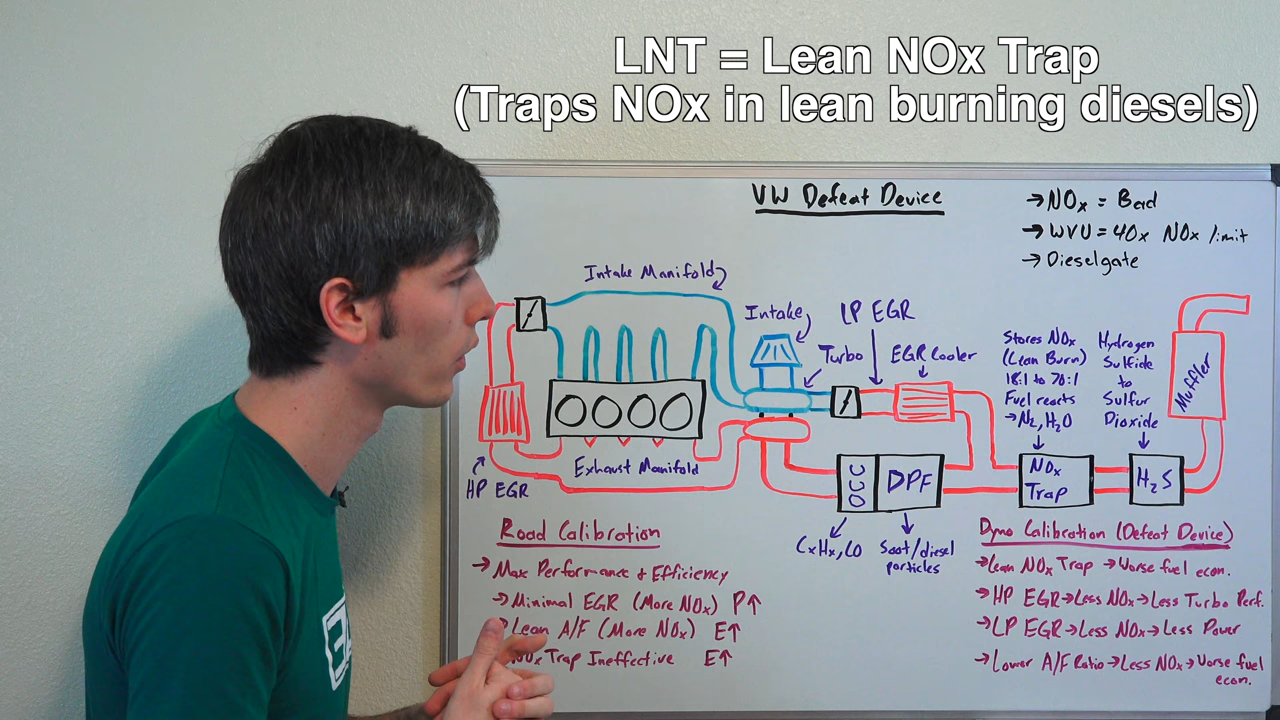 LNT = Lean NOx Trap
(Traps NOx in lean burning diesels)
VW Defeat Device
→NOx = Bad
→WVU = 40x NOx limit
→Dieselgate
Intake Manifold
Intake
LP EGR
Turbo
EGR Cooler
Stores NOx
(Lean Burn)
18:1 to 70:1
Fuel reacts
→N2, H2O
Hydrogen
Sulfide
to
Sulfur
Dioxide
Muffler
Exhaust Manifold
HP EGR
DPF
NOx
Trap
H2S
CxHx, CO
Soot/diesel
particles
Road Calibration
→Max Performance & Efficiency
→Minimal EGR (More NOx) P↑
Lean A/F (More NOx) E↑
NOx Trap Ineffective E↑
Dyno Calibration (Defeat Device)
→Lean NOx Trap →Worse fuel econ.
→HP EGR→Less NOx→Less Turbo Perf.
→LP EGR→Less NOx→Less Power
→Lower A/F Ratio→Less NOx→Worse fuel
econ.